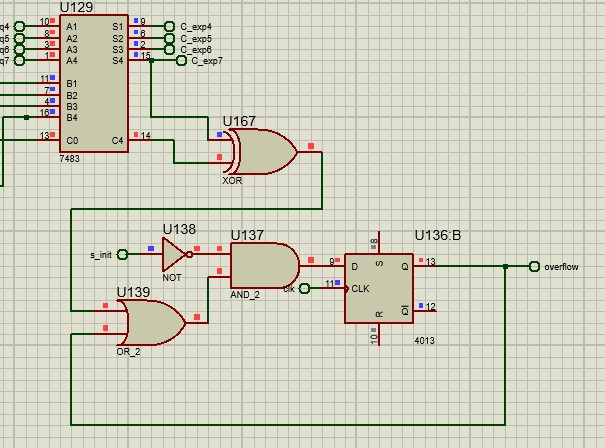 U129
q4 10 A1 S1 9 C_exp4
q5 8 A2 S2 6 C_exp5
q6 3 A3 S3 2 C_exp6
q7 1 A4 S4 15 C_exp7
11 B1
7 B2
4 B3
16 B4
13 C0 C4 14
7483
U167
XOR
U138
s_init
NOT
U137
AND_2
U136:B
8
S
9 D Q 13 overflow
clk 11 CLK
Q 12
R
10
4013
U139
OR_2